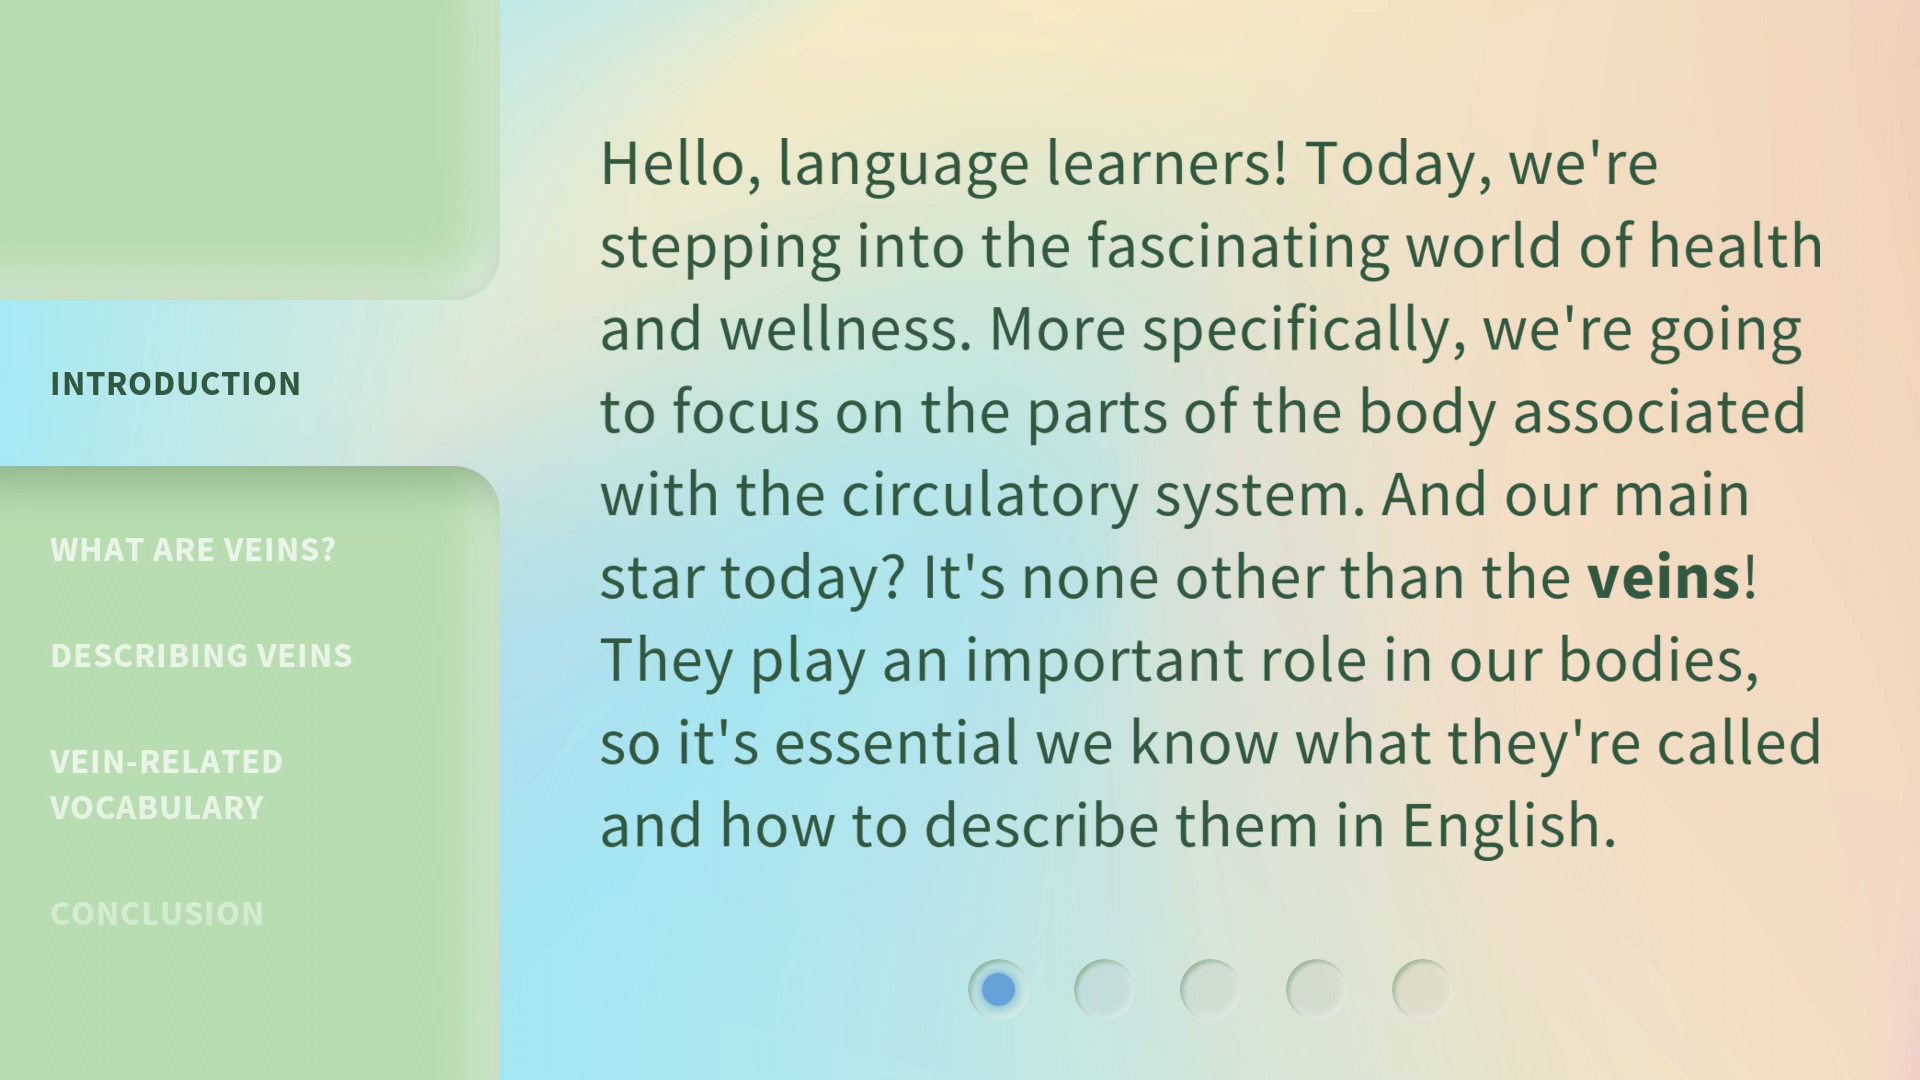 INTRODUCTION
WHAT ARE VEINS?
DESCRIBING VEINS
VEIN-RELATED
VOCABULARY
CONCLUSION
Hello, language learners! Today, we're
stepping into the fascinating world of health
and wellness. More specifically, we're going
to focus on the parts of the body associated
with the circulatory system. And our main
star today? It's none other than the veins!
They play an important role in our bodies,
so it's essential we know what they're called
and how to describe them in English.